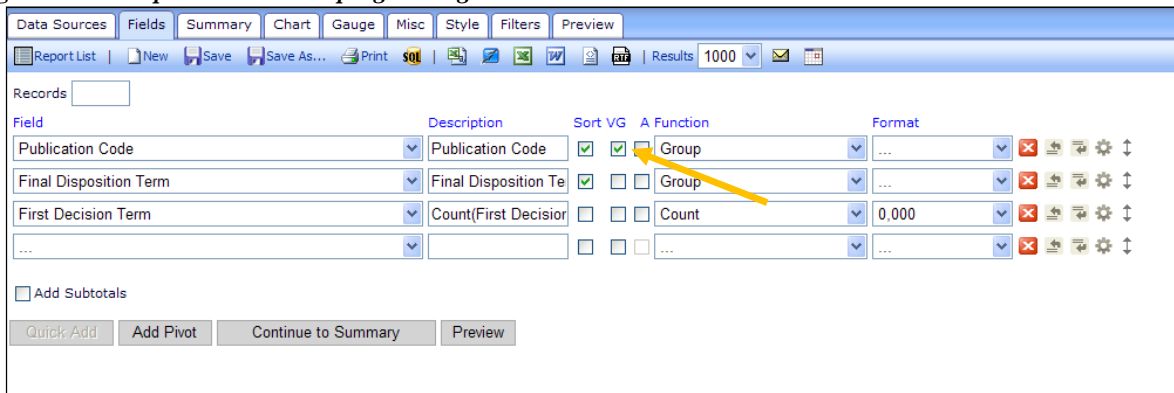 Data Sources Fields Summary Chart Gauge Misc Style Filters Preview
Report List | New Save Save As... Print SQL | W RTF | Results 1000
Records
Field Description Sort VG A Function Format
Publication Code Publication Code Group ...
Final Disposition Term Final Disposition Te Group ...
First Decision Term Count(First Decision Count 0,000
... ... ...
Add Subtotals
Quick Add Add Pivot Continue to Summary Preview